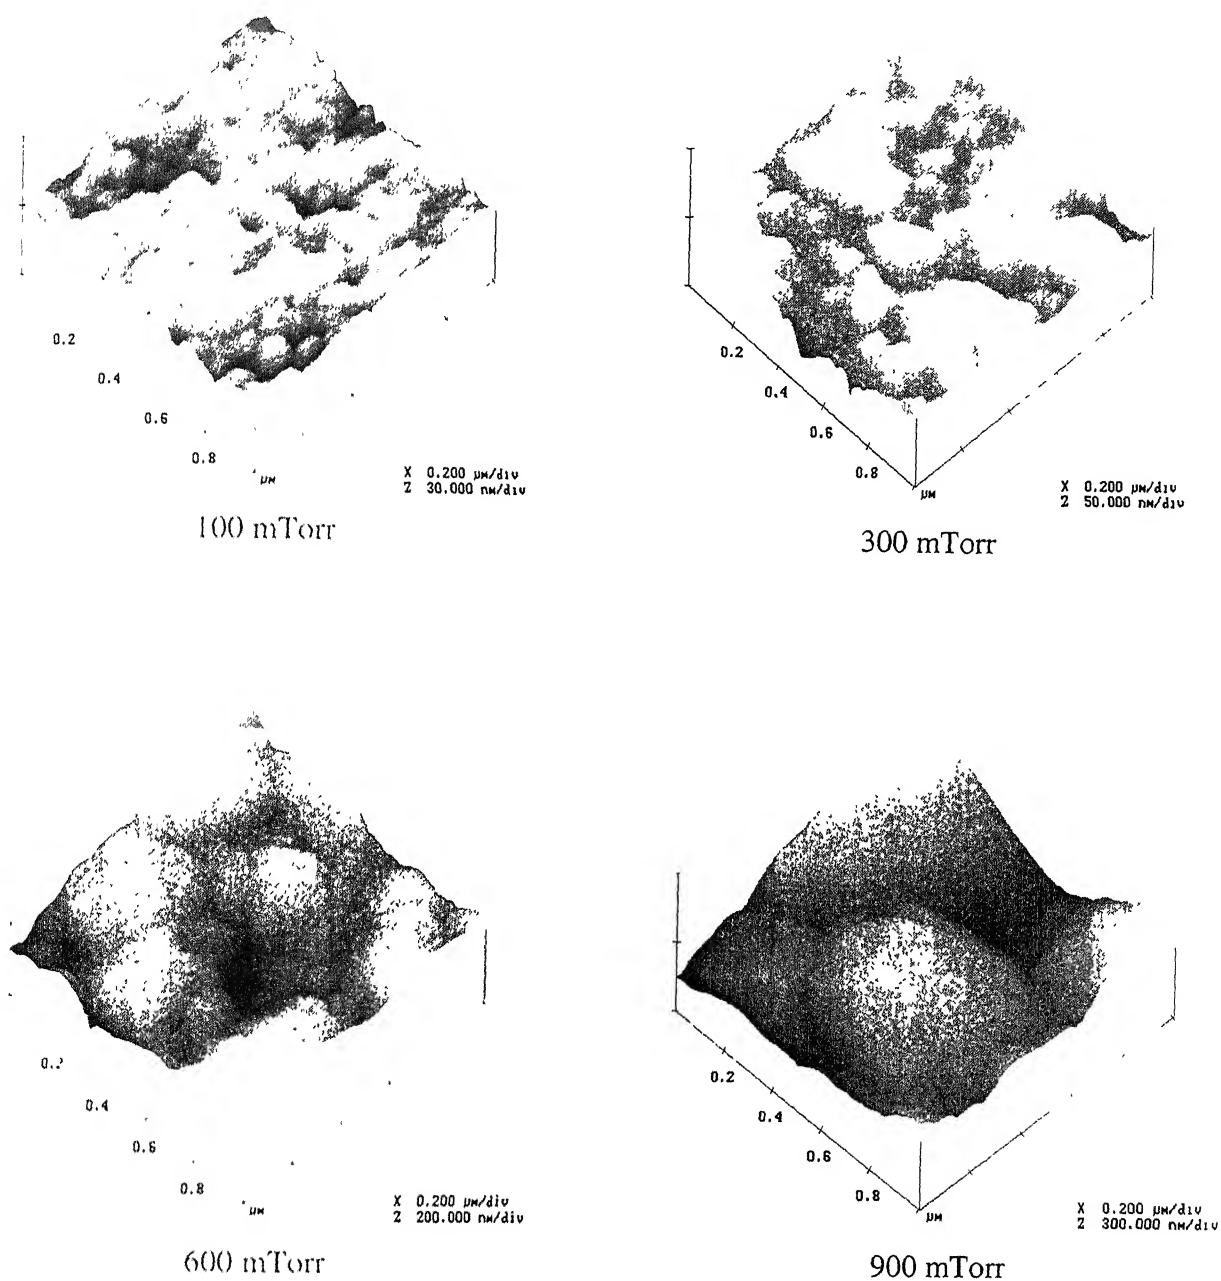 0.2
0.4
0.6
0.8
μM
X 0.200 μM/div
Z 30.000 nM/div
100 mTorr
0.2
0.4
0.6
0.8
μM
X 0.200 μM/div
Z 50.000 nM/div
300 mTorr
0.2
0.4
0.6
0.8
μM
X 0.200 μM/div
Z 200.000 nM/div
600 mTorr
0.2
0.4
0.6
0.8
μM
X 0.200 μM/div
Z 300.000 nM/div
900 mTorr